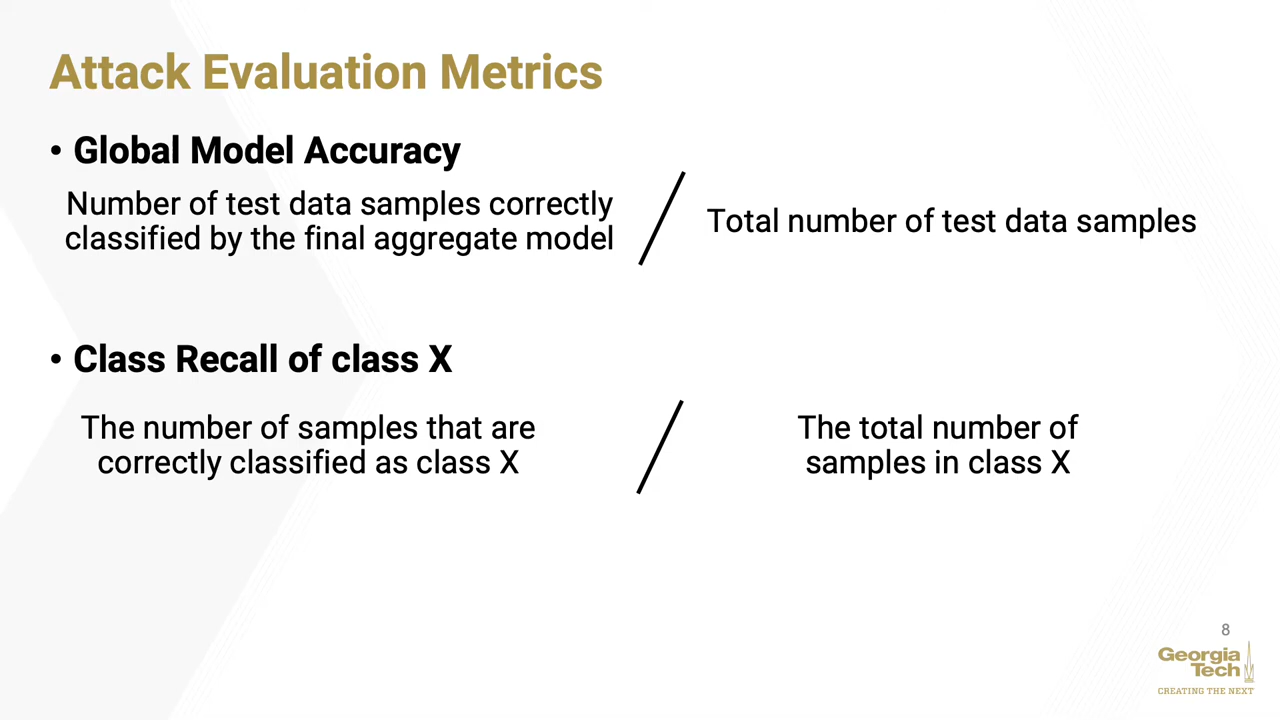 Attack Evaluation Metrics
• Global Model Accuracy
Number of test data samples correctly
classified by the final aggregate model
/
Total number of test data samples
• Class Recall of class X
The number of samples that are
correctly classified as class X
/
The total number of
samples in class X
8
Georgia
Tech
CREATING THE NEXT